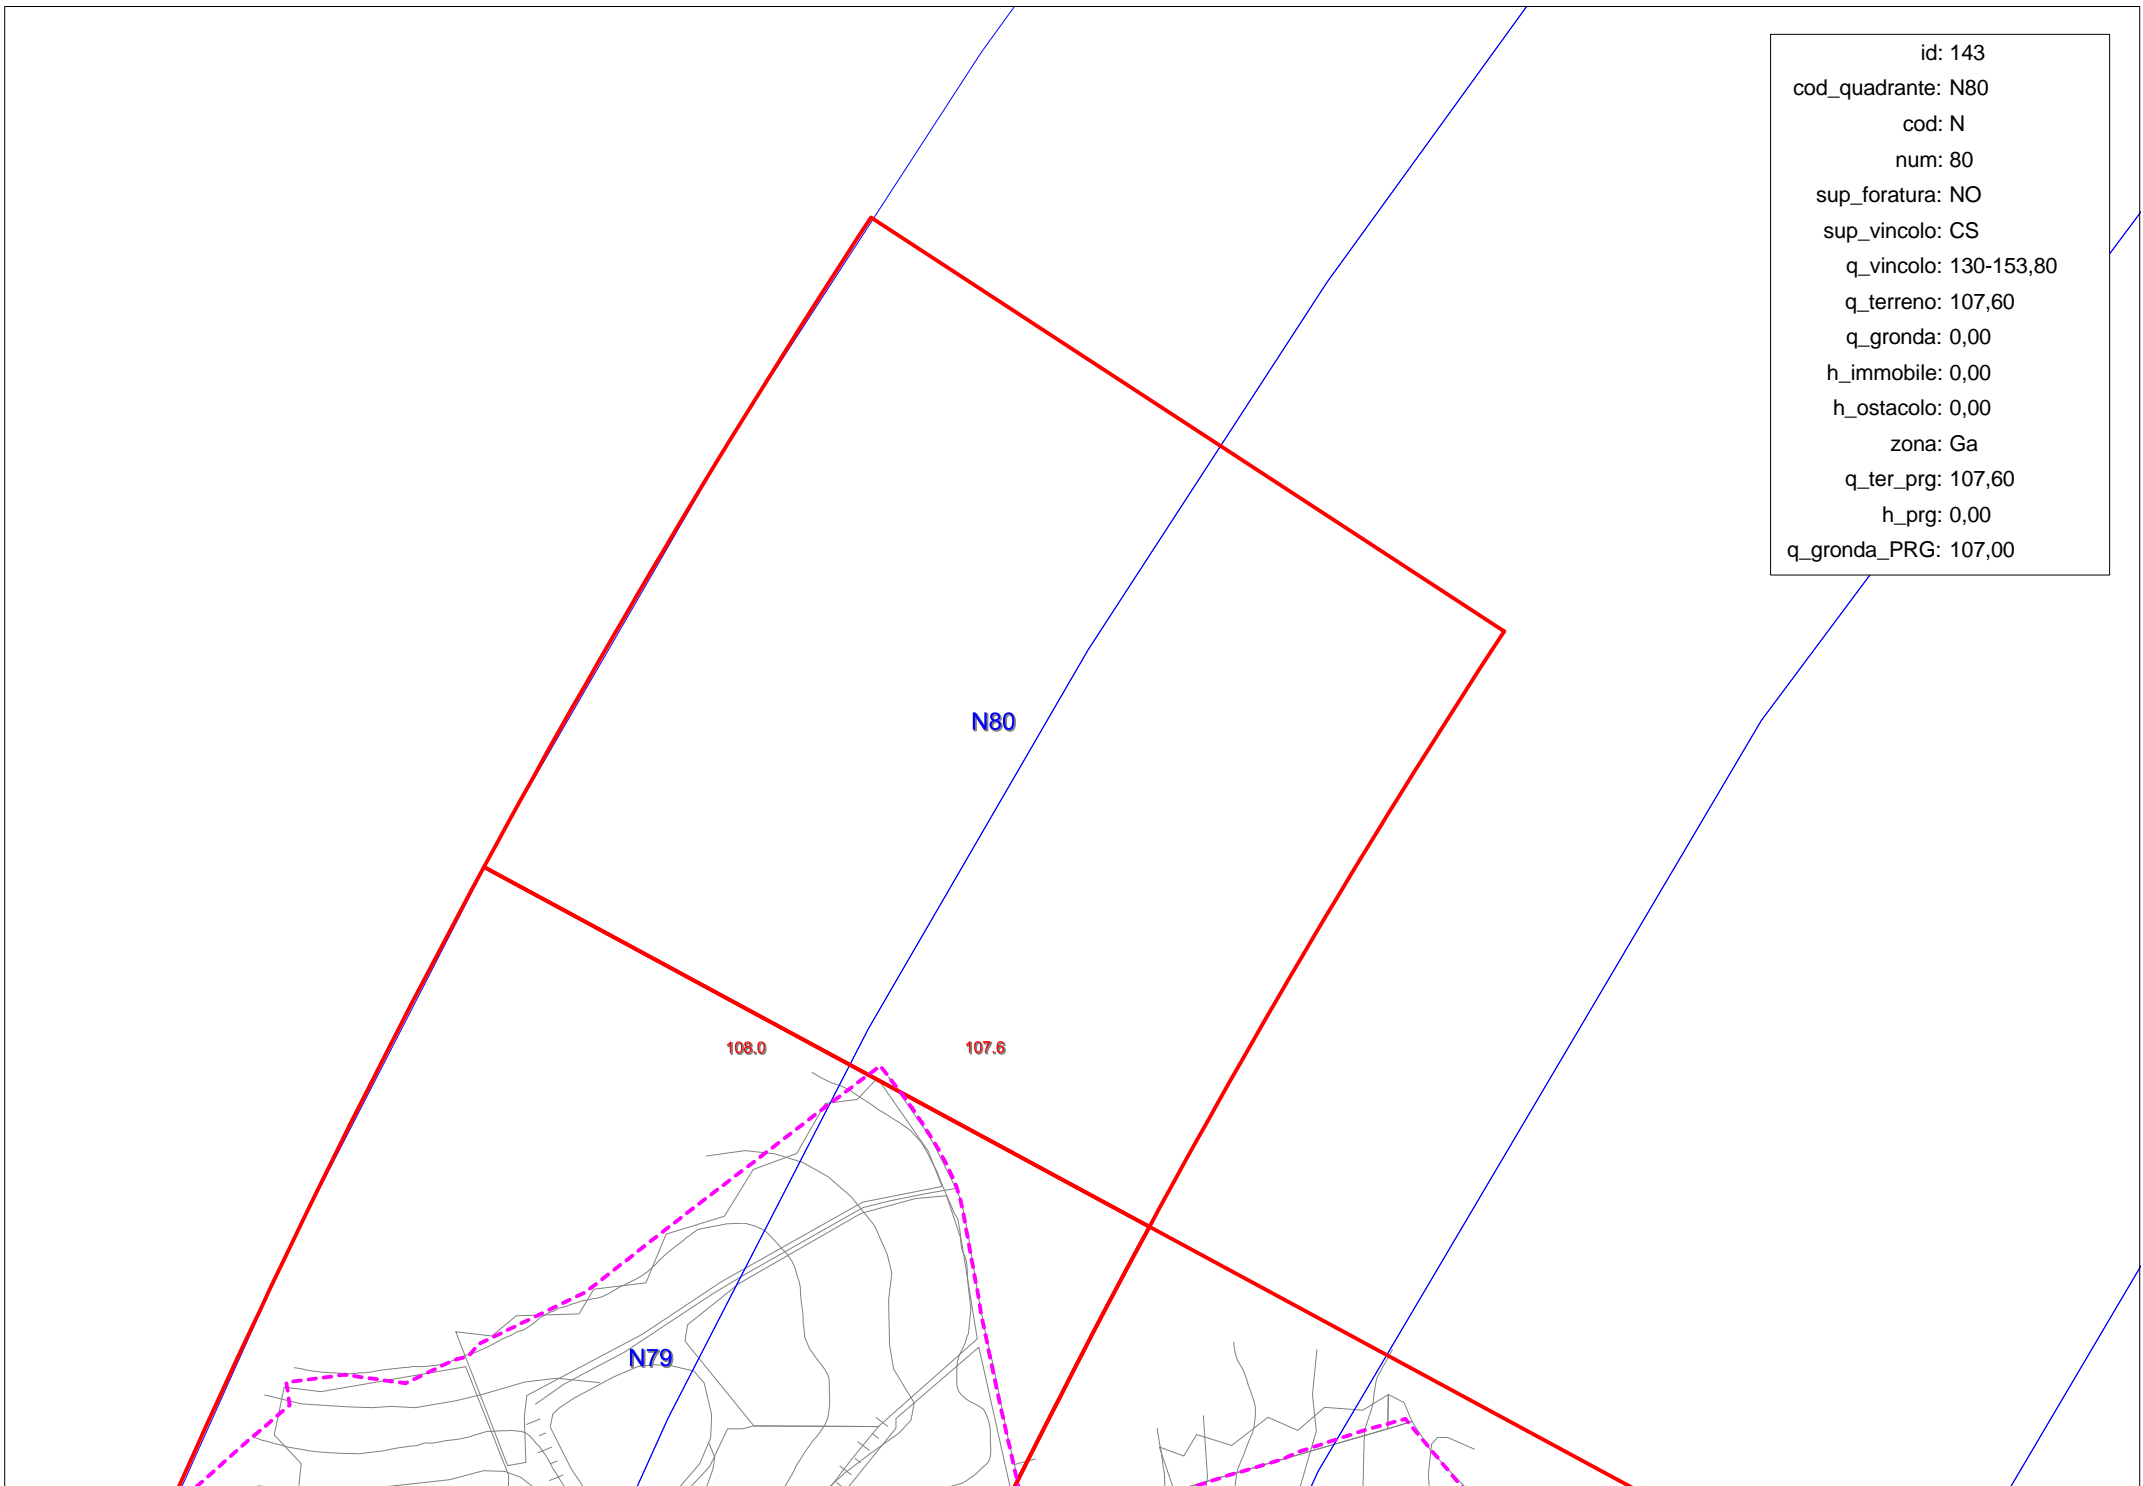 id: 143
cod_quadrante: N80
cod: N
num: 80
sup_foratura: NO
sup_vincolo: CS
q_vincolo: 130-153,80
q_terreno: 107,60
q_gronda: 0,00
h_immobile: 0,00
h_ostacolo: 0,00
zona: Ga
q_ter_prg: 107,60
h_prg: 0,00
q_gronda_PRG: 107,00
N80
108.0
107.6
N79